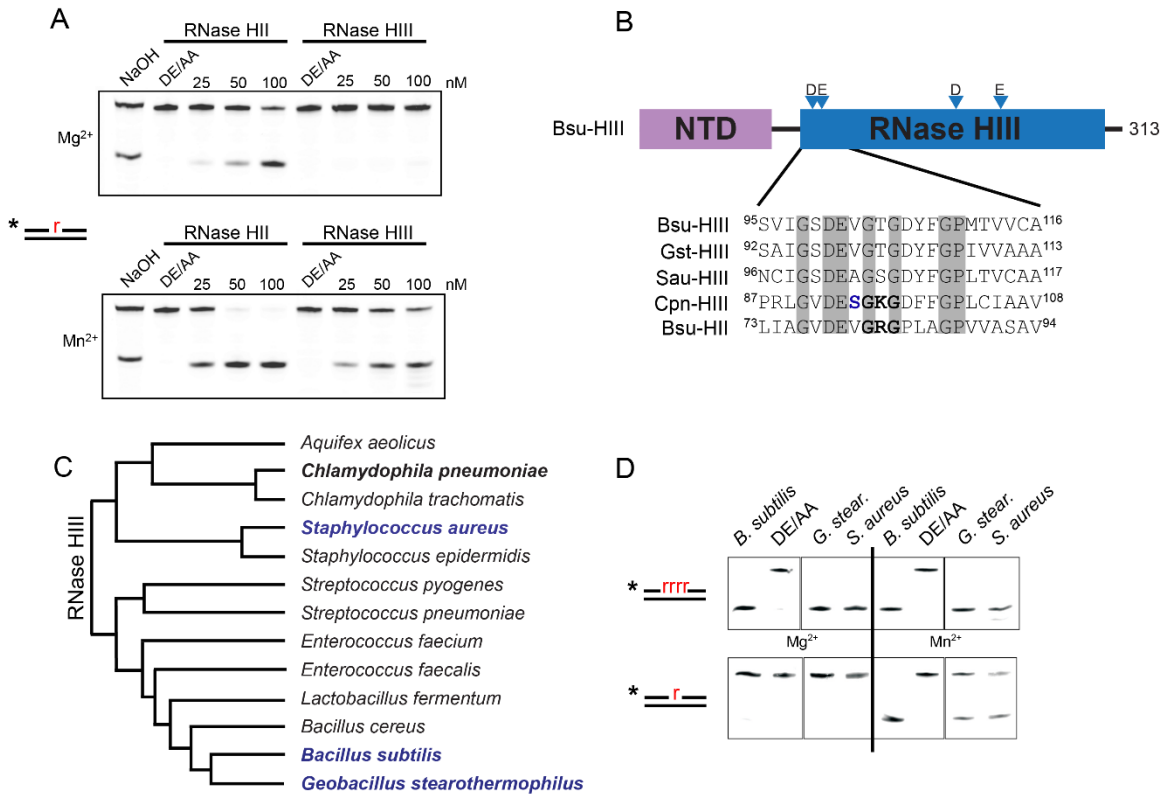 A
RNase HII RNase HIII
NaOH DE/AA 25 50 100 DE/AA 25 50 100 nM
Mg2+
* r
RNase HII RNase HIII
NaOH DE/AA 25 50 100 DE/AA 25 50 100
Mn2+
B
DE D E
Bsu-HIII NTD RNase HIII 313
Bsu-HIII 95SVIGSDEVGTGDYFGPMTVVCA116
Gst-HIII 92SAIGSDEVGTGDYFGPIVVAAA113
Sau-HIII 96NCIGSDEAGSGDYFGPLTVCAA117
Cpn-HIII 87PRLGVDESGKGDFFGPLCIAAV108
Bsu-HII 73LIAGVDEVGRGPLAGPVVASAV94
C
RNase HIII
Aquifex aeolicus
Chlamydophila pneumoniae
Chlamydophila trachomatis
Staphylococcus aureus
Staphylococcus epidermidis
Streptococcus pyogenes
Streptococcus pneumoniae
Enterococcus faecium
Enterococcus faecalis
Lactobacillus fermentum
Bacillus cereus
Bacillus subtilis
Geobacillus stearothermophilus
D
B. subtilis DE/AA G. stear. S. aureus B. subtilis DE/AA G. stear. S. aureus
* rrrr
Mg2+ Mn2+
* r